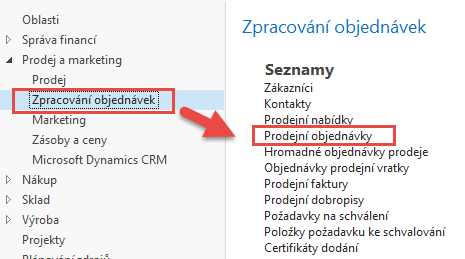 Oblasti
Správa financí
Prodej a marketing
Prodej
Zpracování objednávek
Marketing
Zásoby a ceny
Microsoft Dynamics CRM
Nákup
Sklad
Výroba
Projekty
Plánování zdrojů
Zpracování objednávek
Seznamy
Zákazníci
Kontakty
Prodejní nabídky
Prodejní objednávky
Hromadné objednávky prodeje
Objednávky prodejní vratky
Prodejní faktury
Prodejní dobropisy
Požadavky na schválení
Položky požadavku ke schvalování
Certifikáty dodání